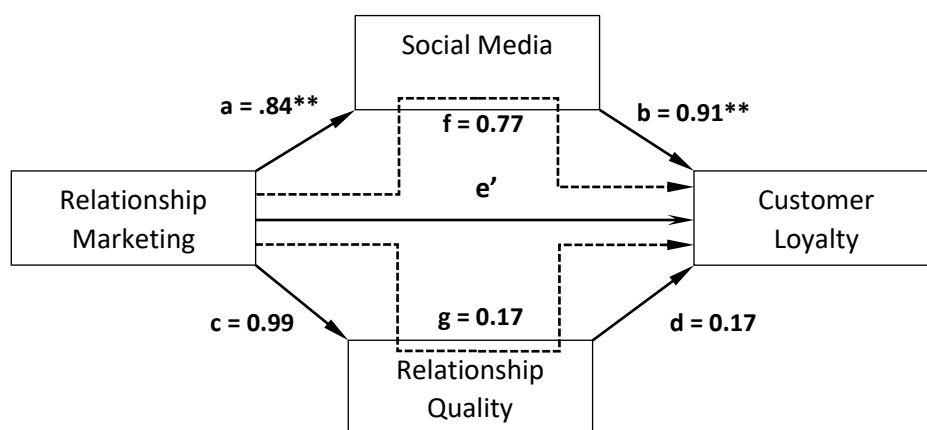 Social Media
a = .84**
b = 0.91**
f = 0.77
Relationship
Marketing
e’
Customer
Loyalty
c = 0.99
g = 0.17
d = 0.17
Relationship
Quality